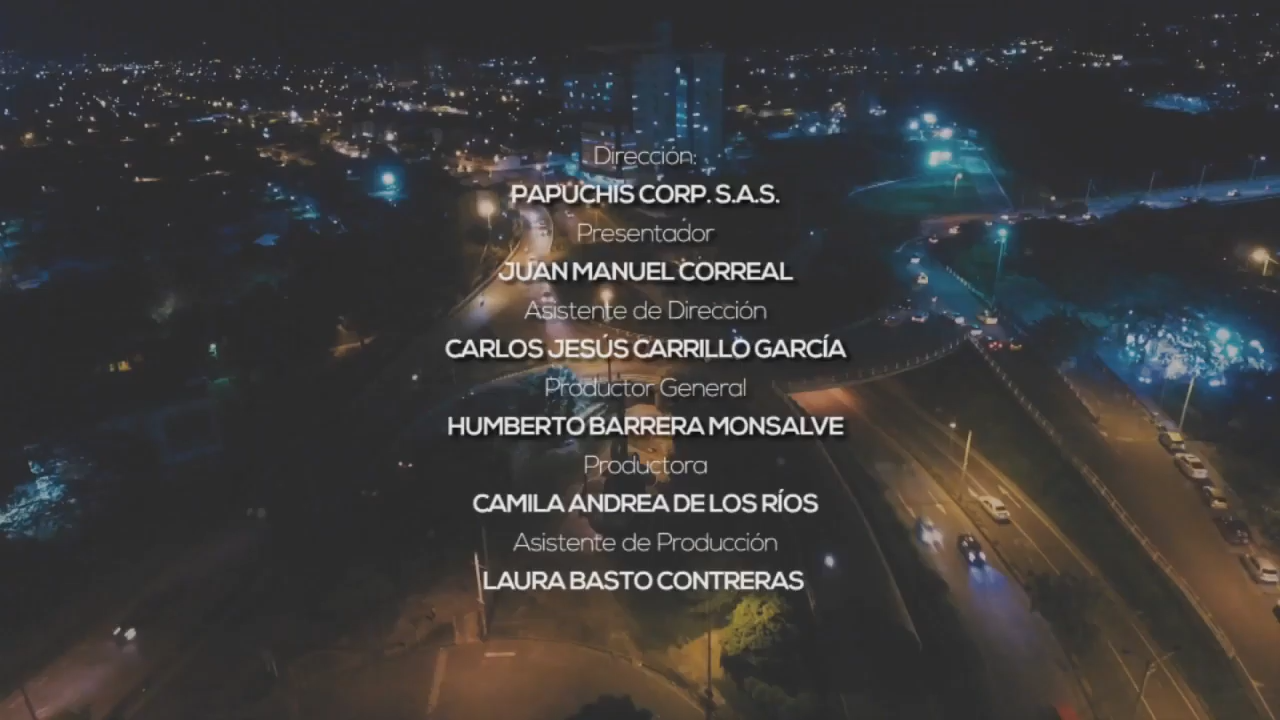 Dirección:
PAPUCHIS CORP. S.A.S.
Presentador
JUAN MANUEL CORREAL
Asistente de Dirección
CARLOS JESÚS CARRILLO GARCÍA
Productor General
HUMBERTO BARRERA MONSALVE
Productora
CAMILA ANDREA DE LOS RÍOS
Asistente de Producción
LAURA BASTO CONTRERAS